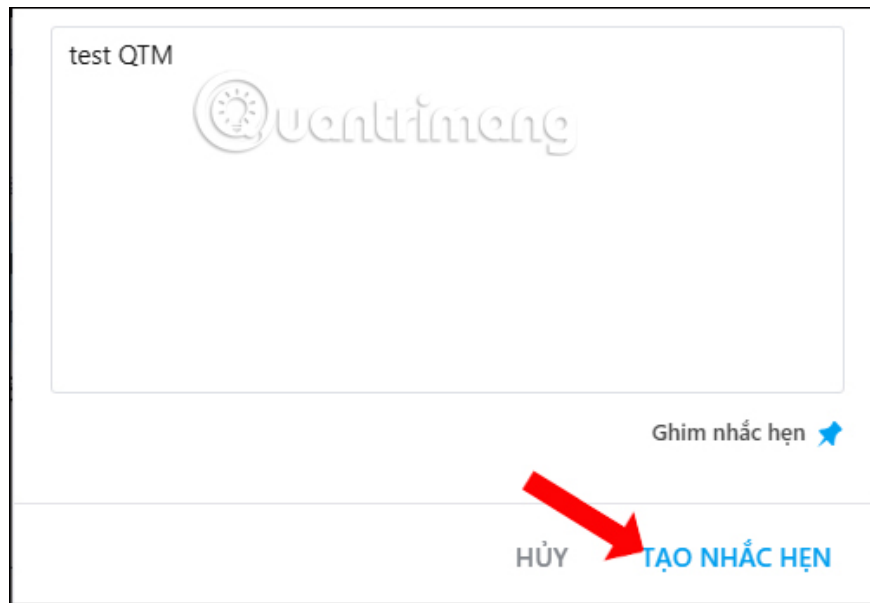 test QTM
Quantrimang
Ghim nhắc hẹn
HỦY
TẠO NHẮC HẸN